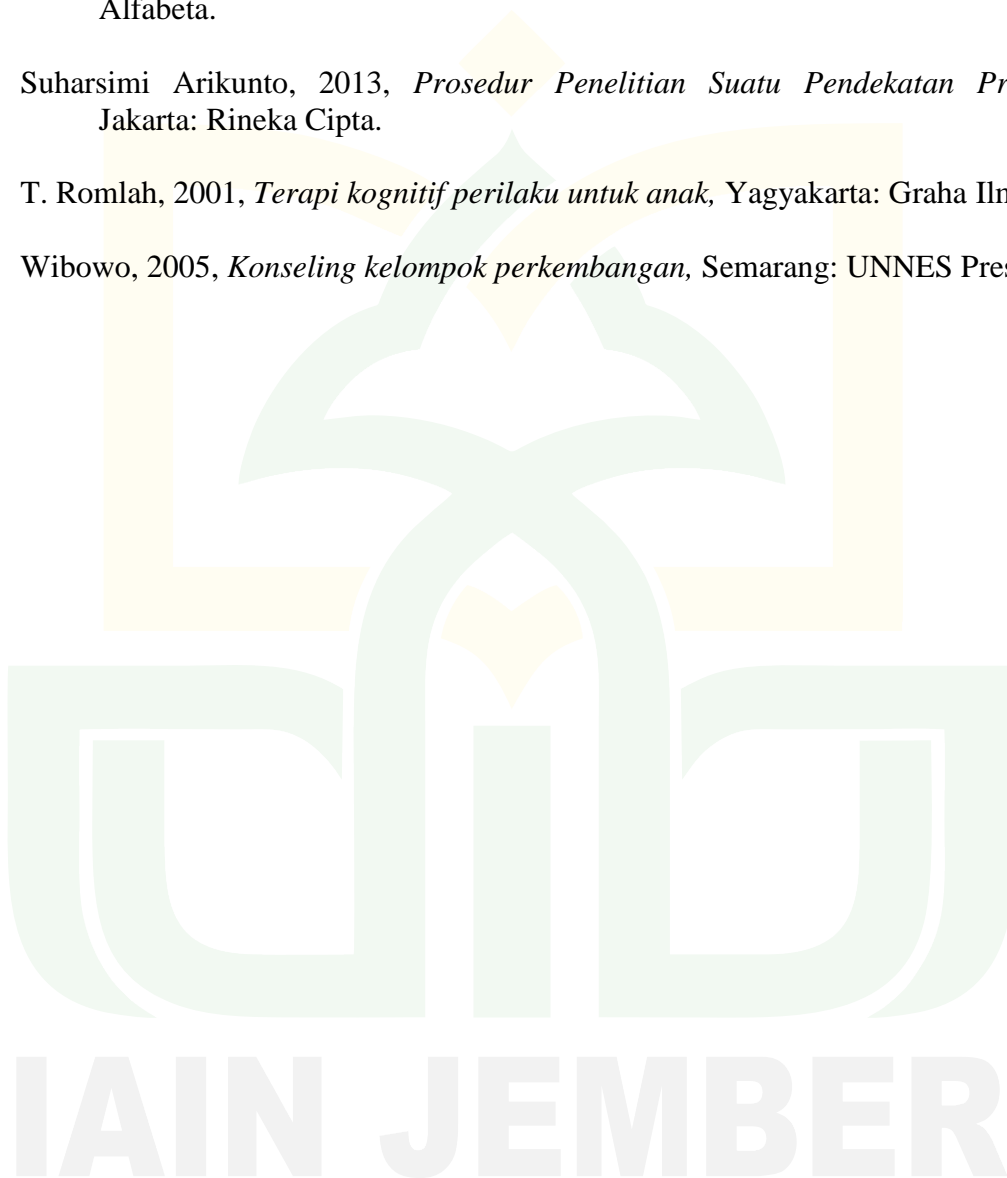 Alfabeta.
Suharsimi Arikunto, 2013, Prosedur Penelitian Suatu Pendekatan
Jakarta: Rineka Cipta.
T. Romlah, 2001, Terapi kognitif perilaku untuk anak, Yagyakarta: Graha
Wibowo, 2005, Konseling kelompok perkembangan, Semarang: UNNES
IAIN JEMBER